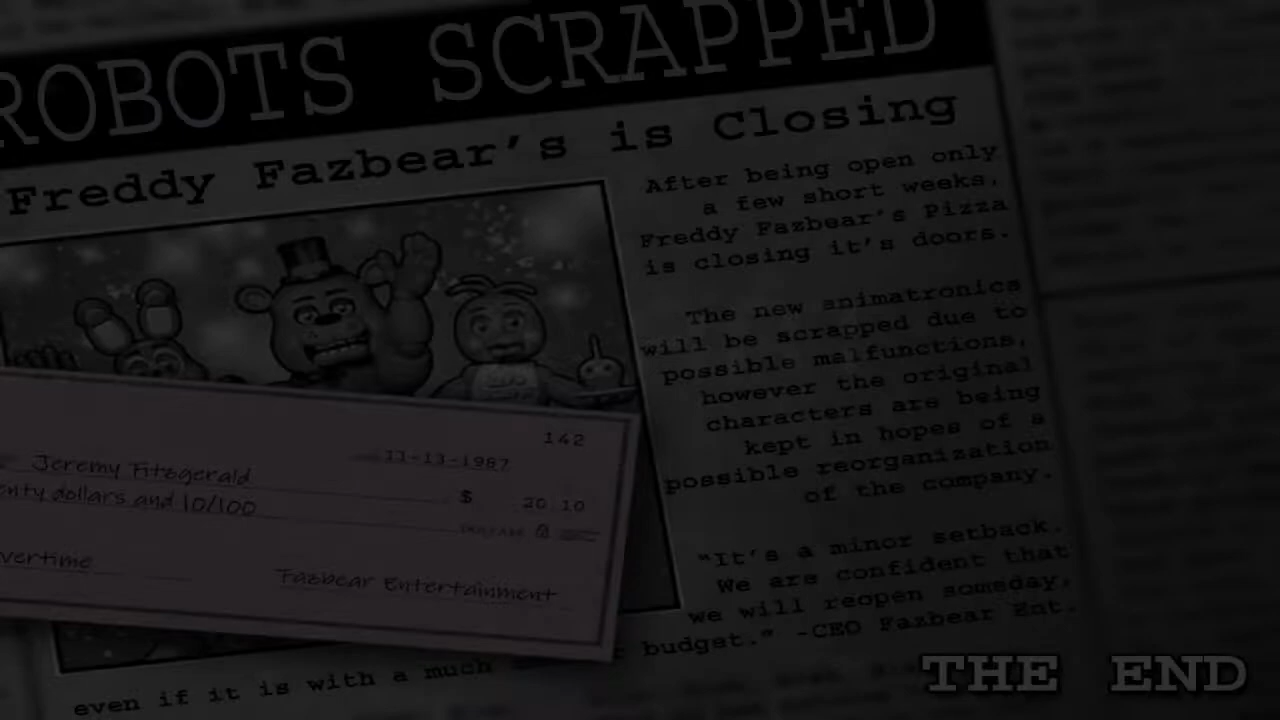 ROBOTS SCRAPPED
Freddy Fazbear's is Closing
After being open only
a few short weeks,
Freddy Fazbear's Pizza
is closing it's doors.
The new animatronics
will be scrapped due to
possible malfunctions,
however the original
characters are being
kept in hopes of a
possible reorganization
of the company.
"It's a minor setback.
We are confident that
we will reopen someday,
budget." -CEO Fazbear Ent.
even if it is with a much
142
11-13-1987
Jeremy Fitzgerald
$ 20 10
enty dollars and 10/100
DOLLARS
vertime
Fazbear Entertainment
THE END